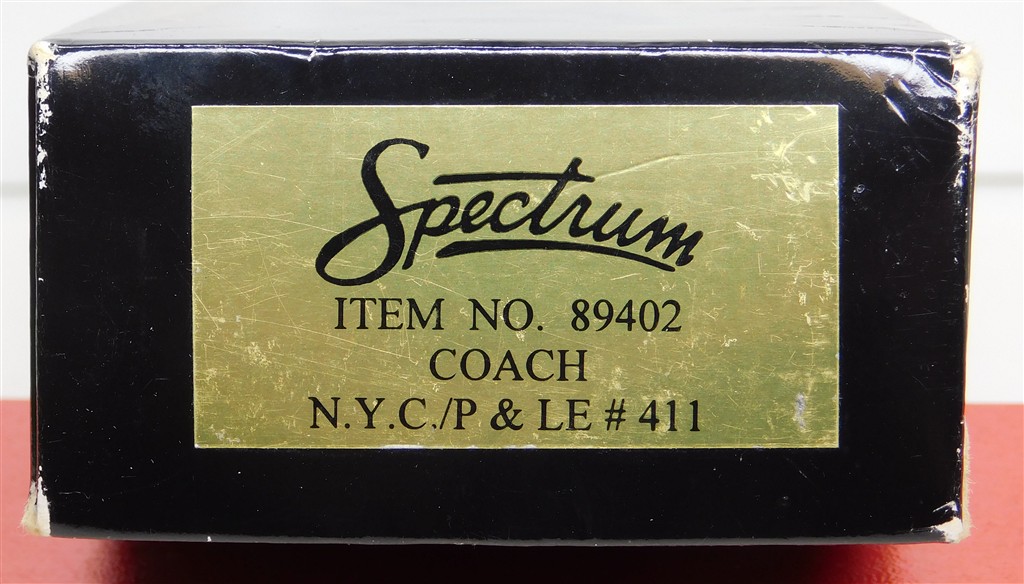 Spectrum
ITEM NO. 89402
COACH
N.Y.C./P & LE # 411